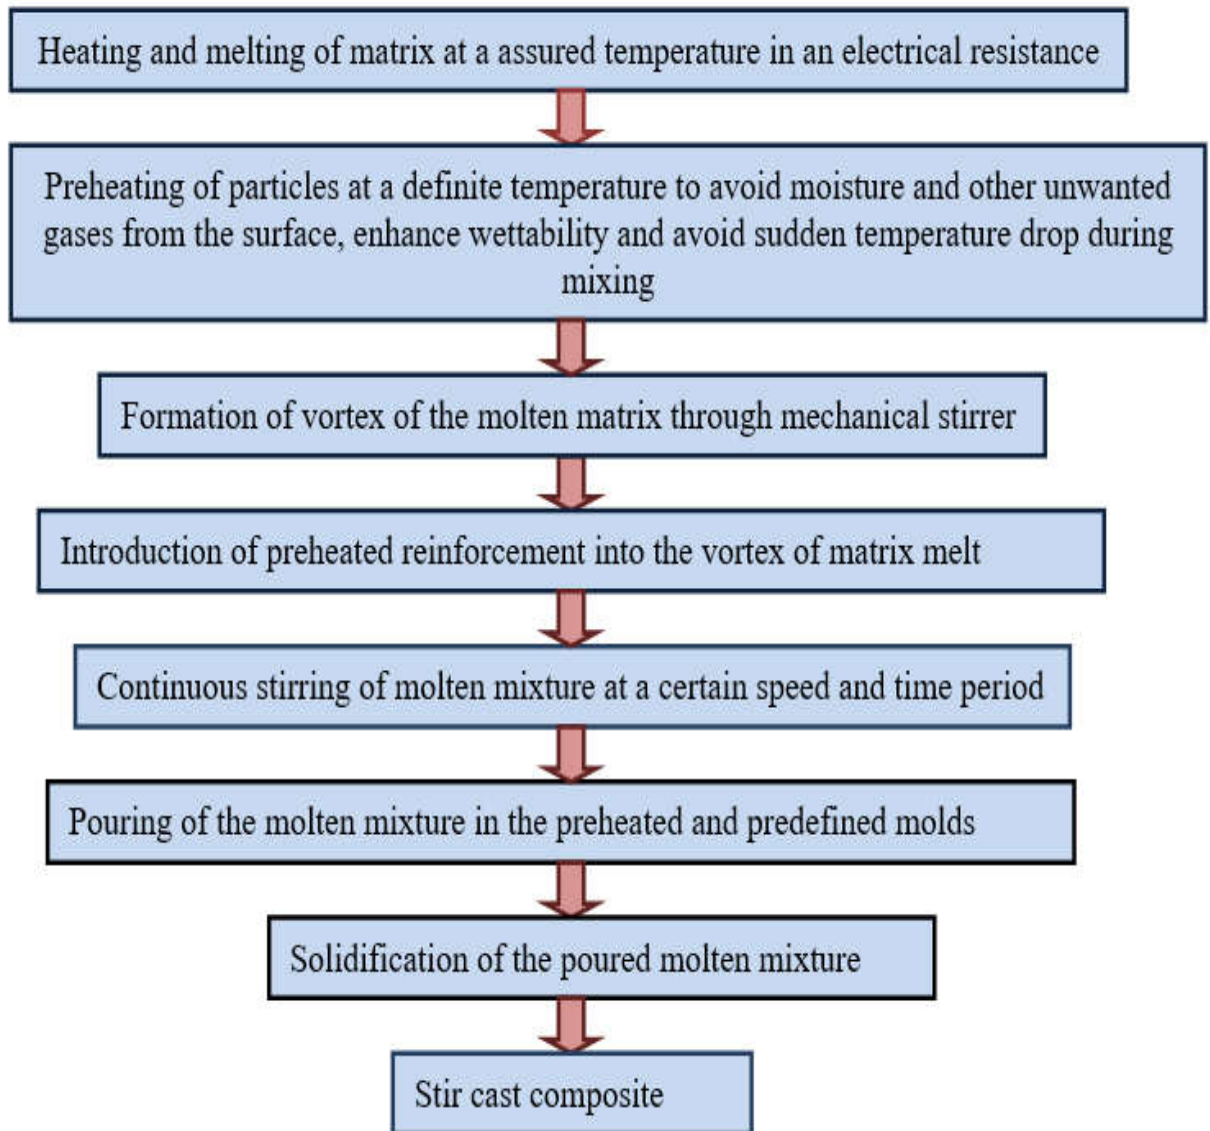 Heating and melting of matrix at a assured temperature in an electrical resistance
Preheating of particles at a definite temperature to avoid moisture and other unwanted
gases from the surface, enhance wettability and avoid sudden temperature drop during
mixing
Formation of vortex of the molten matrix through mechanical stirrer
Introduction of preheated reinforcement into the vortex of matrix melt
Continuous stirring of molten mixture at a certain speed and time period
Pouring of the molten mixture in the preheated and predefined molds
Solidification of the poured molten mixture
Stir cast composite